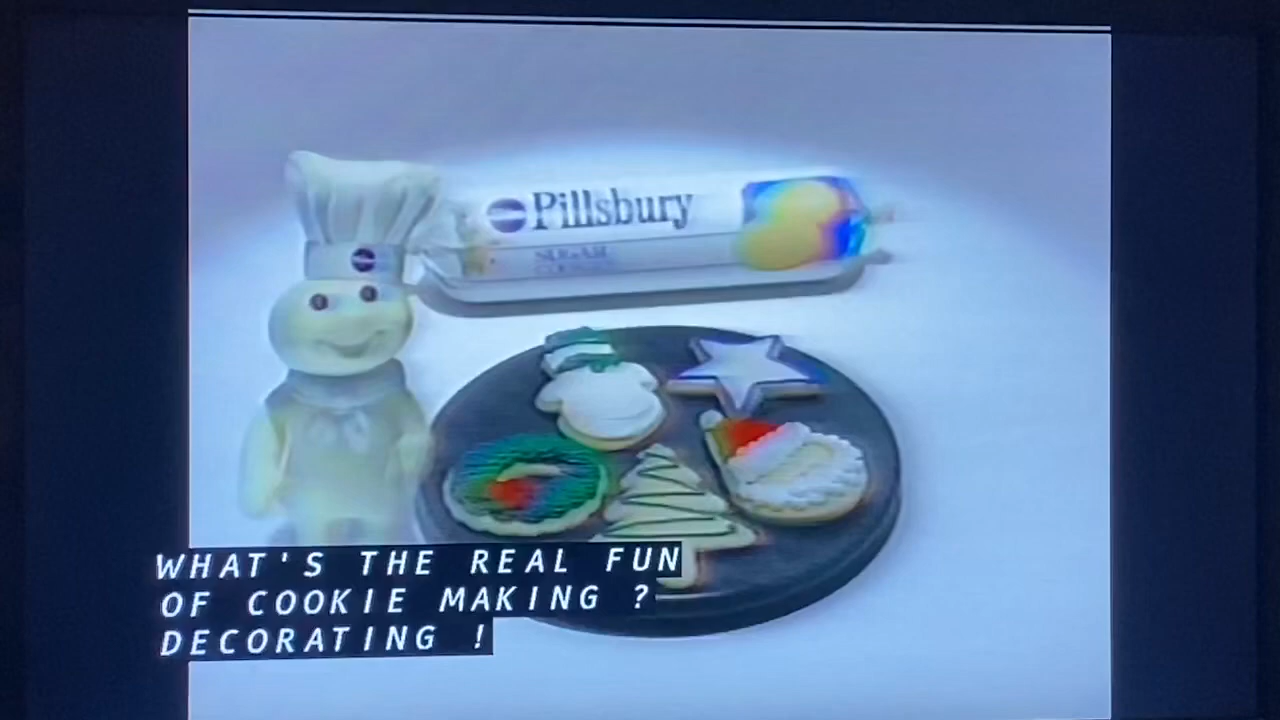 Pillsbury
SUGAR
COOKIES
WHAT'S THE REAL FUN
OF COOKIE MAKING ?
DECORATING !